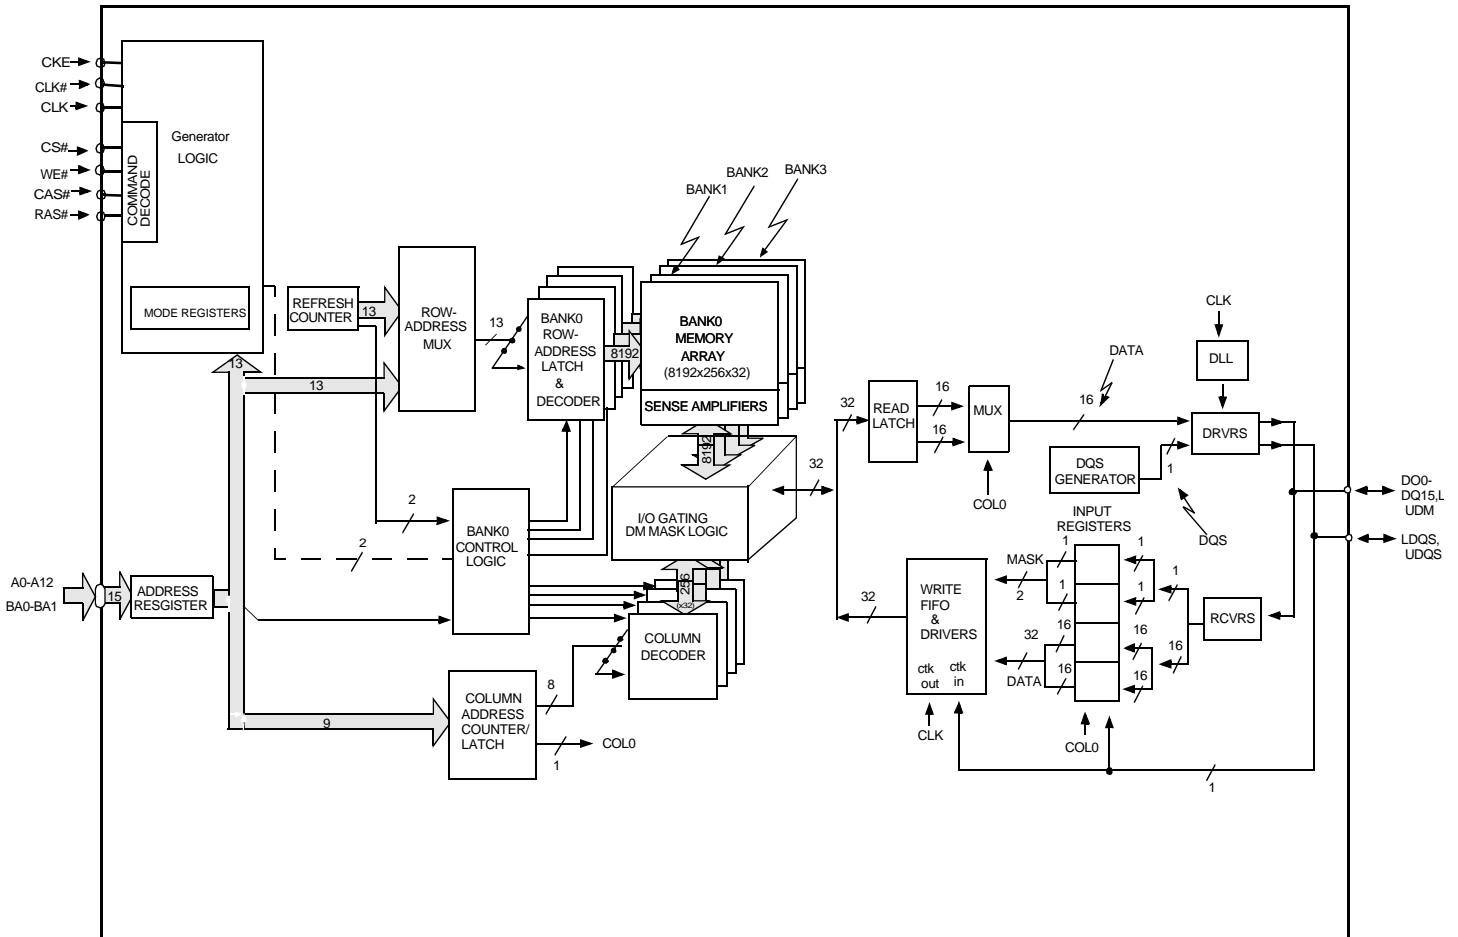 CKE
CLK#
CLK
CS#
WE#
CAS#
RAS#
COMMAND
DECODE
Generator
LOGIC
MODE REGISTERS
REFRESH
COUNTER
13
ROW-
ADDRESS
MUX
13
13
13
BANK0
ROW-
ADDRESS
LATCH
&
DECODER
8192
BANK1
BANK2
BANK3
BANK0
MEMORY
ARRAY
(8192x256x32)
SENSE AMPLIFIERS
8192
I/O GATING
DM MASK LOGIC
2
2
BANK0
CONTROL
LOGIC
A0-A12
BA0-BA1
15
ADDRESS
RESGISTER
256
(x32)
COLUMN
DECODER
9
COLUMN
ADDRESS
COUNTER/
LATCH
8
1
COL0
32
32
READ
LATCH
16
16
MUX
COL0
DATA
16
CLK
DLL
DRVRS
DQS
GENERATOR
1
DQS
DO0-
DQ15,L
UDM
LDQS,
UDQS
INPUT
REGISTERS
32
WRITE
FIFO
&
DRIVERS
ctk
out
ctk
in
CLK
MASK
2
32
DATA
1
1
16
16
1
1
16
16
1
16
RCVRS
COL0
1